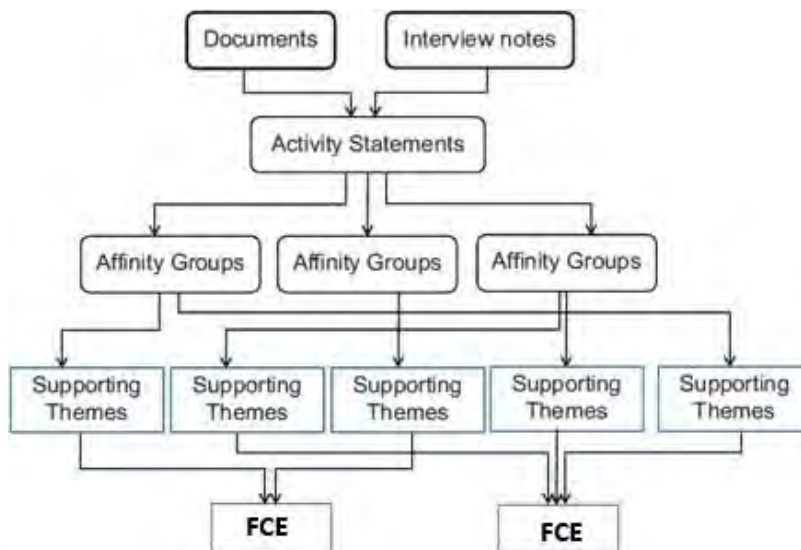 Documents
Interview notes
Activity Statements
Affinity Groups
Affinity Groups
Affinity Groups
Supporting
Themes
Supporting
Themes
Supporting
Themes
Supporting
Themes
Supporting
Themes
FCE
FCE